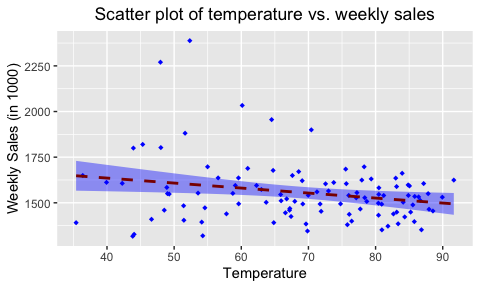 Scatter plot of temperature vs. weekly sales
Weekly Sales (in 1000)
2250
2000
1750
1500
40 50 60 70 80 90
Temperature